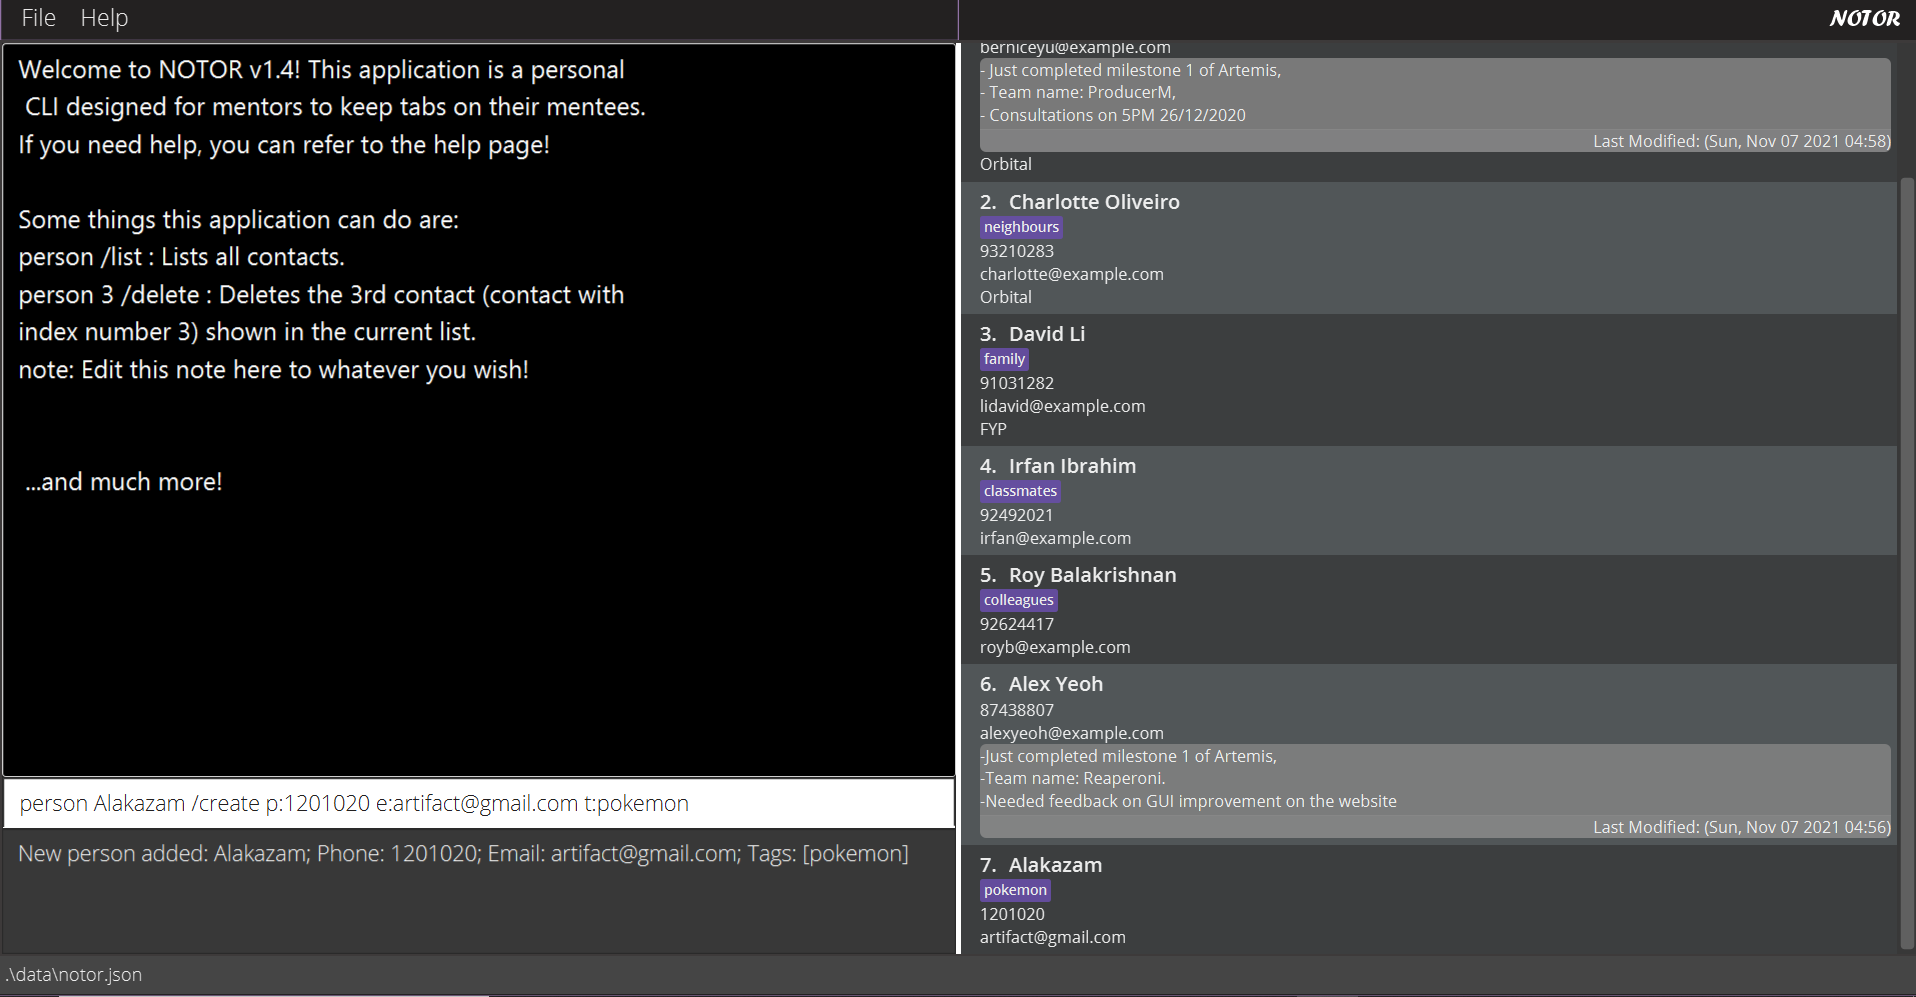 File Help
NOTOR
Welcome to NOTOR v1.4! This application is a personal
CLI designed for mentors to keep tabs on their mentees.
If you need help, you can refer to the help page!
Some things this application can do are:
person /list : Lists all contacts.
person 3 /delete : Deletes the 3rd contact (contact with
index number 3) shown in the current list.
note: Edit this note here to whatever you wish!
...and much more!
person Alakazam /create p:1201020 e:artifact@gmail.com t:pokemon
New person added: Alakazam; Phone: 1201020; Email: artifact@gmail.com; Tags: [pokemon]
berniceyu@example.com
- Just completed milestone 1 of Artemis,
- Team name: ProducerM,
- Consultations on 5PM 26/12/2020
Last Modified: (Sun, Nov 07 2021 04:58)
Orbital
2. Charlotte Oliveiro
neighbours
93210283
charlotte@example.com
Orbital
3. David Li
family
91031282
lidavid@example.com
FYP
4. Irfan Ibrahim
classmates
92492021
irfan@example.com
5. Roy Balakrishnan
colleagues
92624417
royb@example.com
6. Alex Yeoh
87438807
alexyeoh@example.com
-Just completed milestone 1 of Artemis,
-Team name: Reaperoni.
-Needed feedback on GUI improvement on the website
Last Modified: (Sun, Nov 07 2021 04:56)
7. Alakazam
pokemon
1201020
artifact@gmail.com
.\data\notor.json